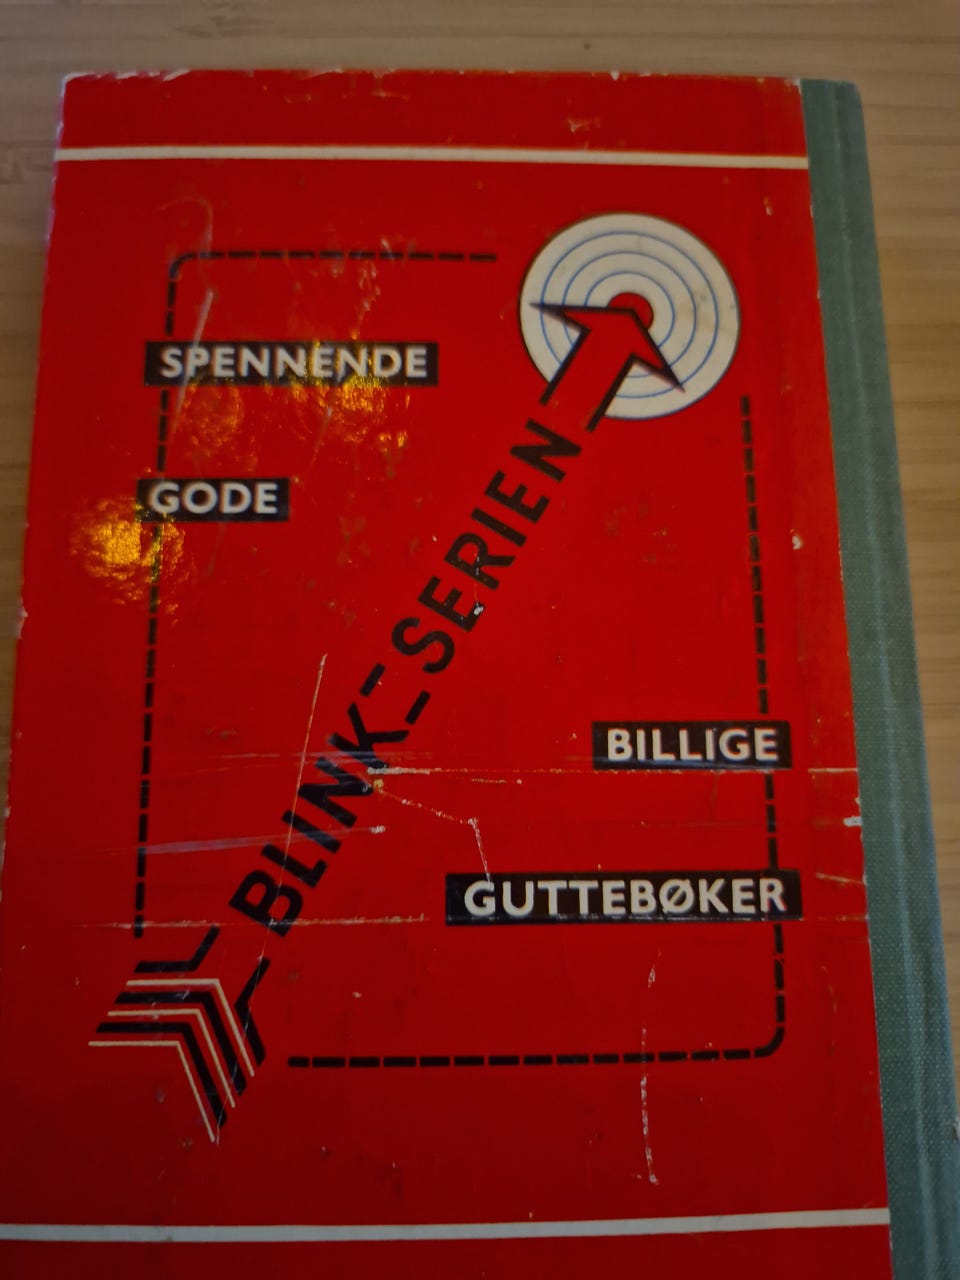 SPENNENDE
GODE
BLINK-SERIEN
BILLIGE
GUTTEBØKER